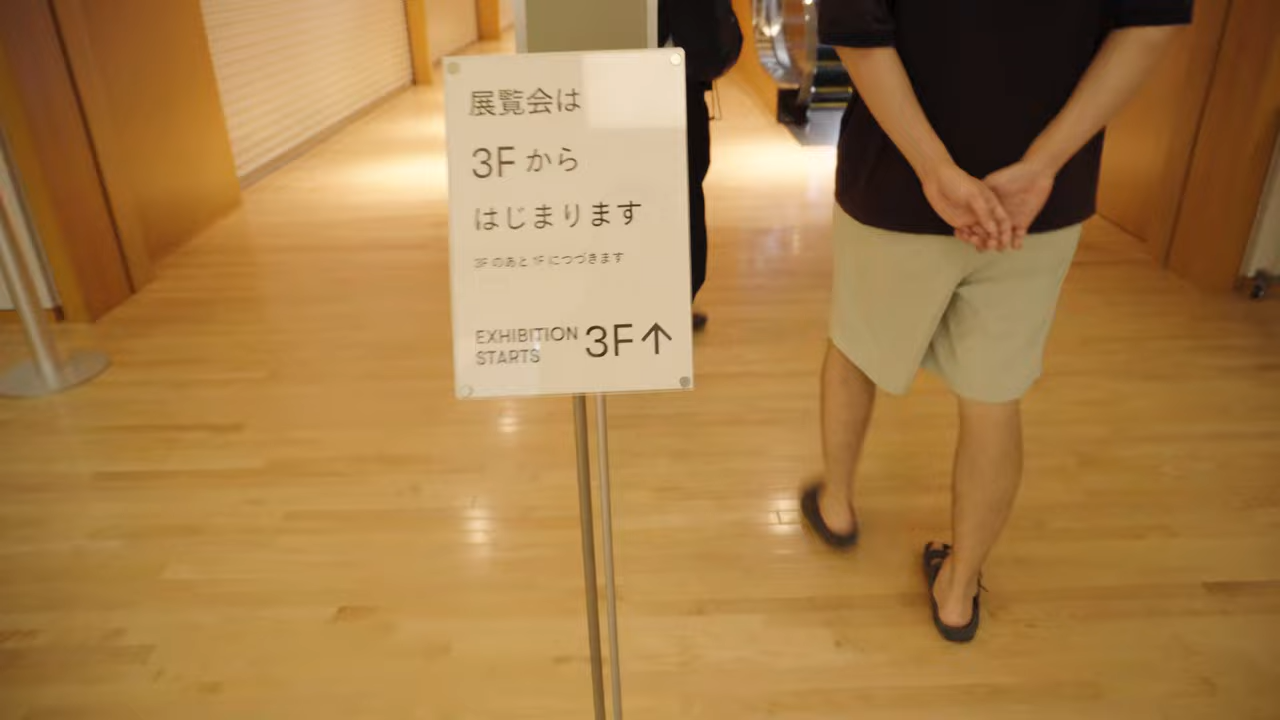 展覧会は
3F から
はじまります
3F のあと 1F につづきます
EXHIBITION
STARTS
3F↑